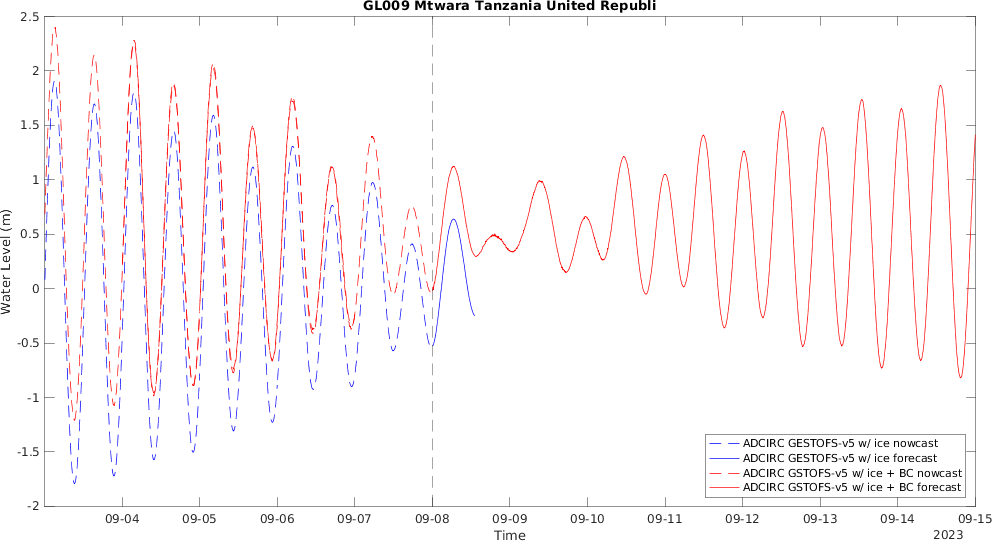 GL009 Mtwara Tanzania United Republi
2.5
2
1.5
1
0.5
0
-0.5
-1
-1.5
-2
Water Level (m)
ADCIRC GESTOFS-v5 w/ ice nowcast
ADCIRC GESTOFS-v5 w/ ice forecast
ADCIRC GSTOFS-v5 w/ ice + BC nowcast
ADCIRC GSTOFS-v5 w/ ice + BC forecast
09-04 09-05 09-06 09-07 09-08 09-09 09-10 09-11 09-12 09-13 09-14 09-15
Time
2023